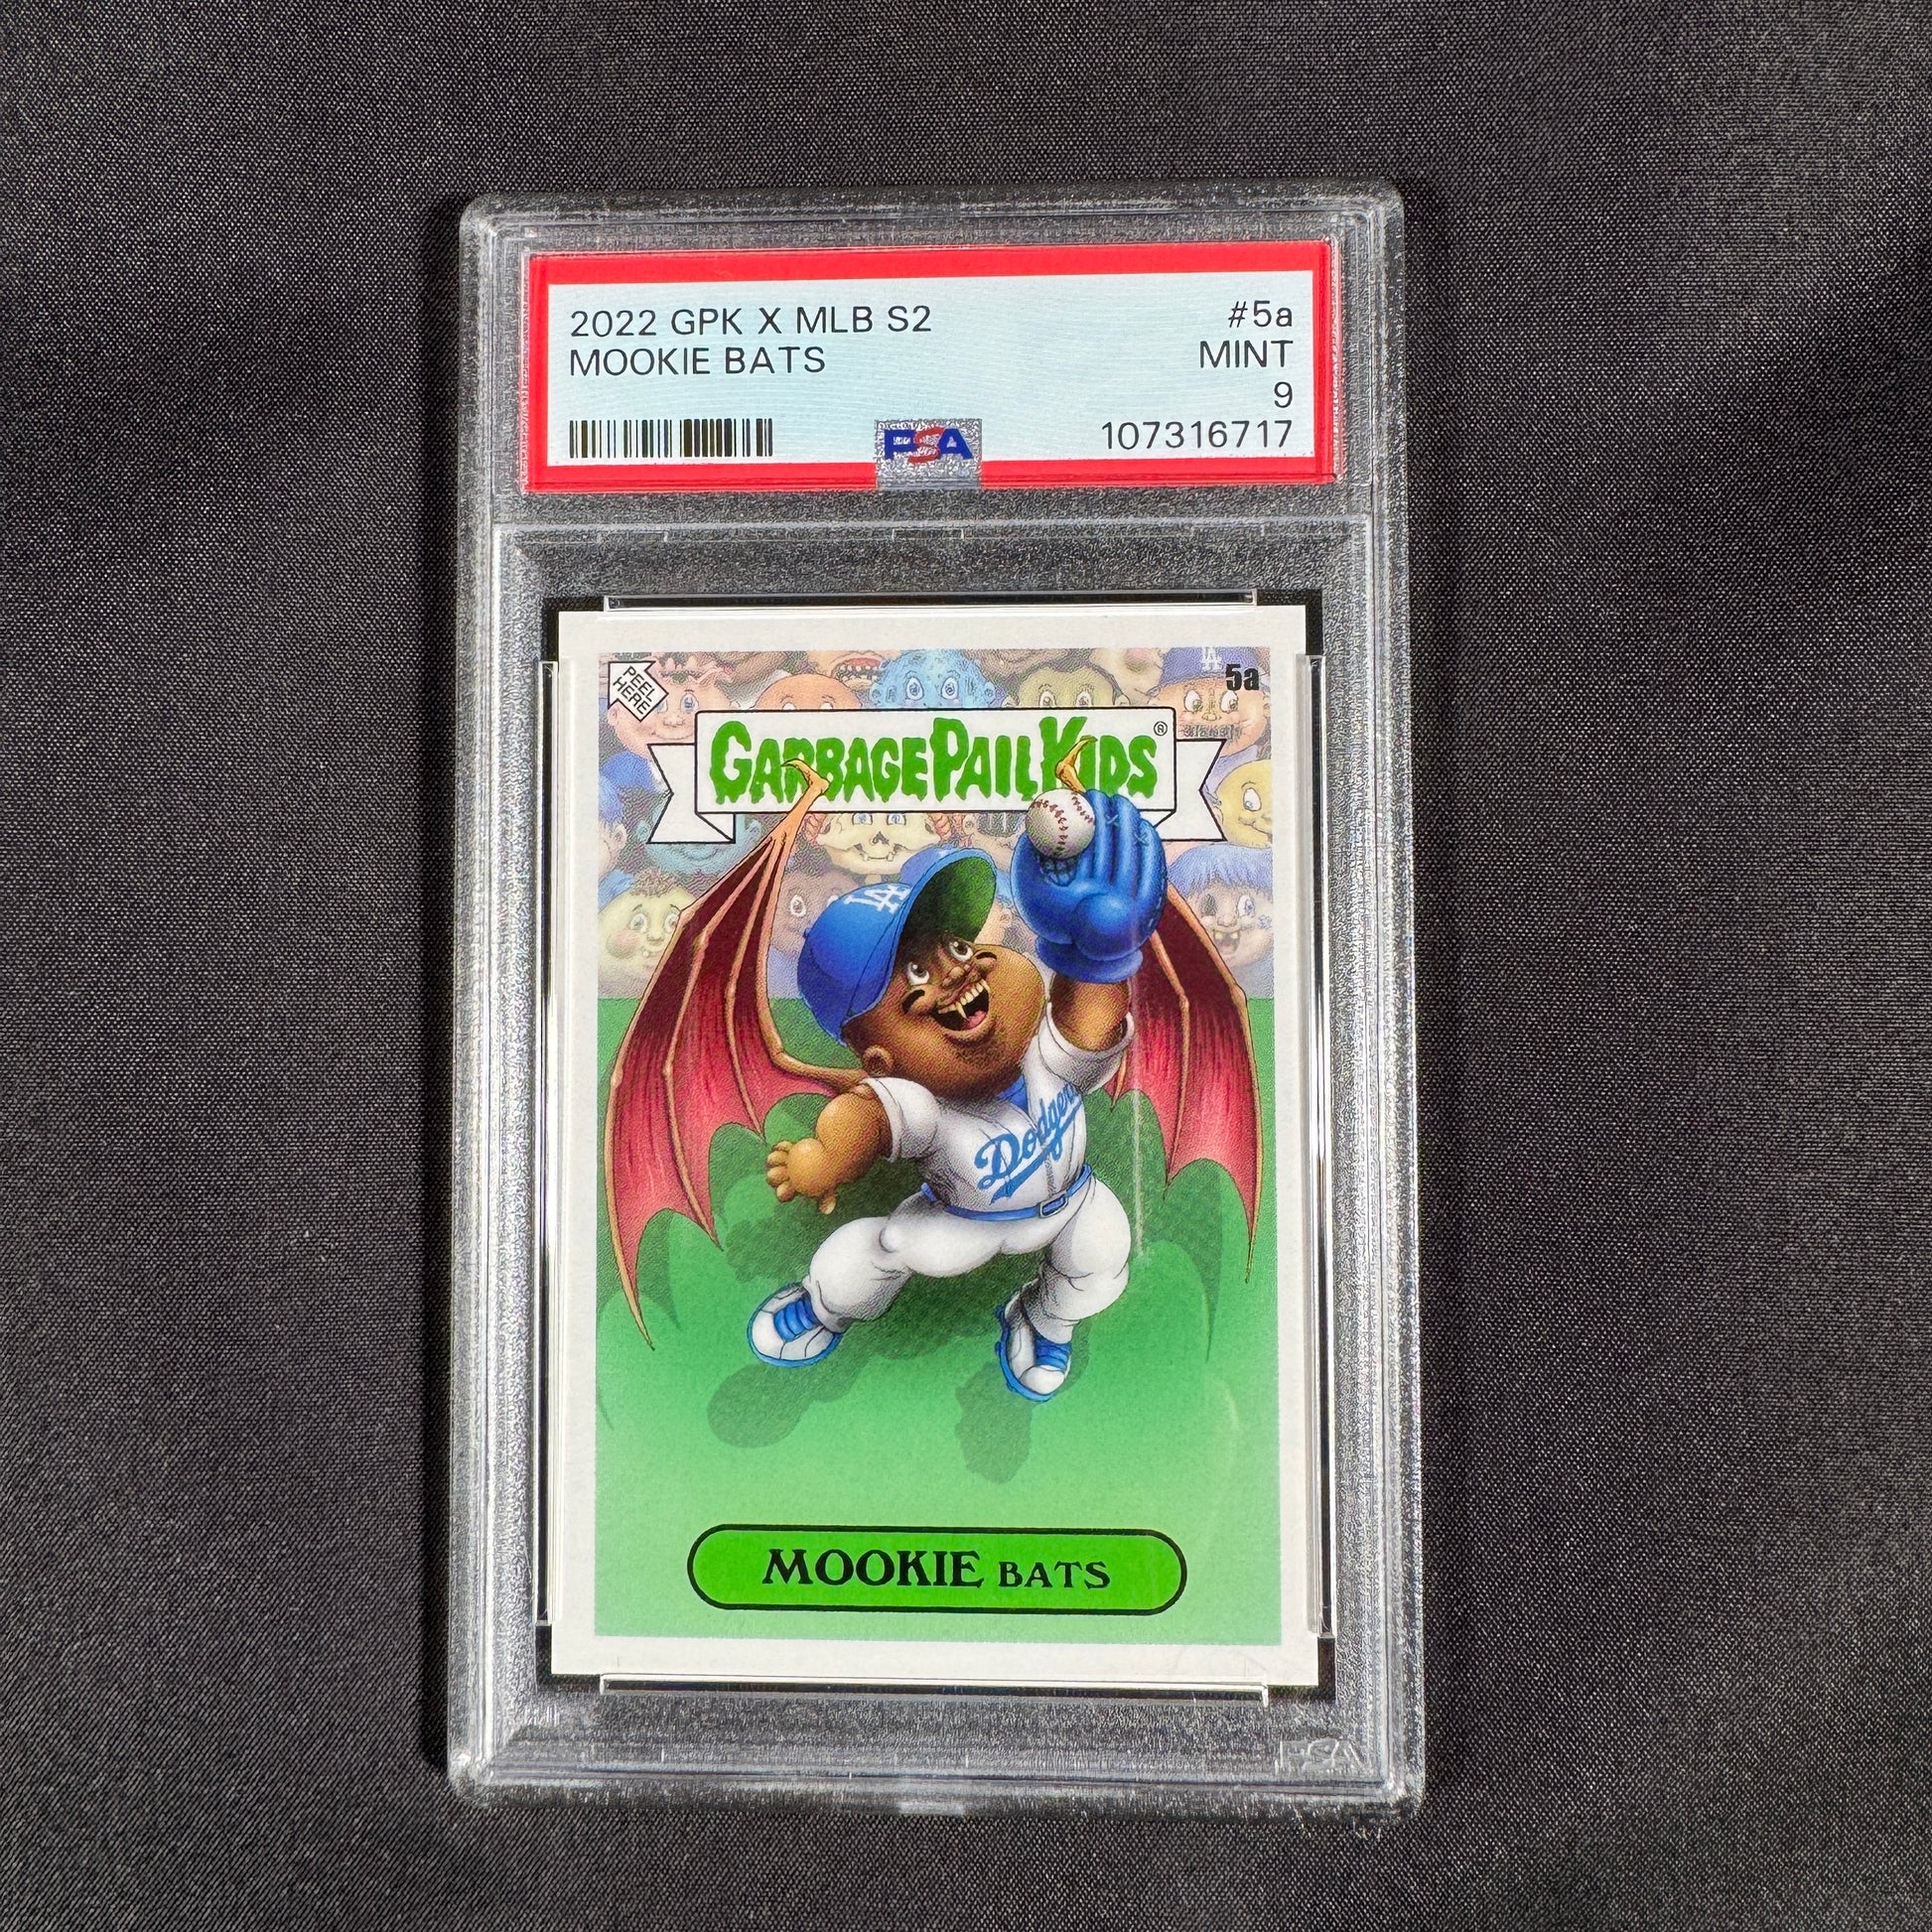 2022 GPK X MLB S2
#5a
MOOKIE BATS
MINT
9
PSA
107316717
PEEL
HERE
5a
GARBAGE PAIL KIDS®
LA
LA
Dodgers
MOOKIE BATS
PSA